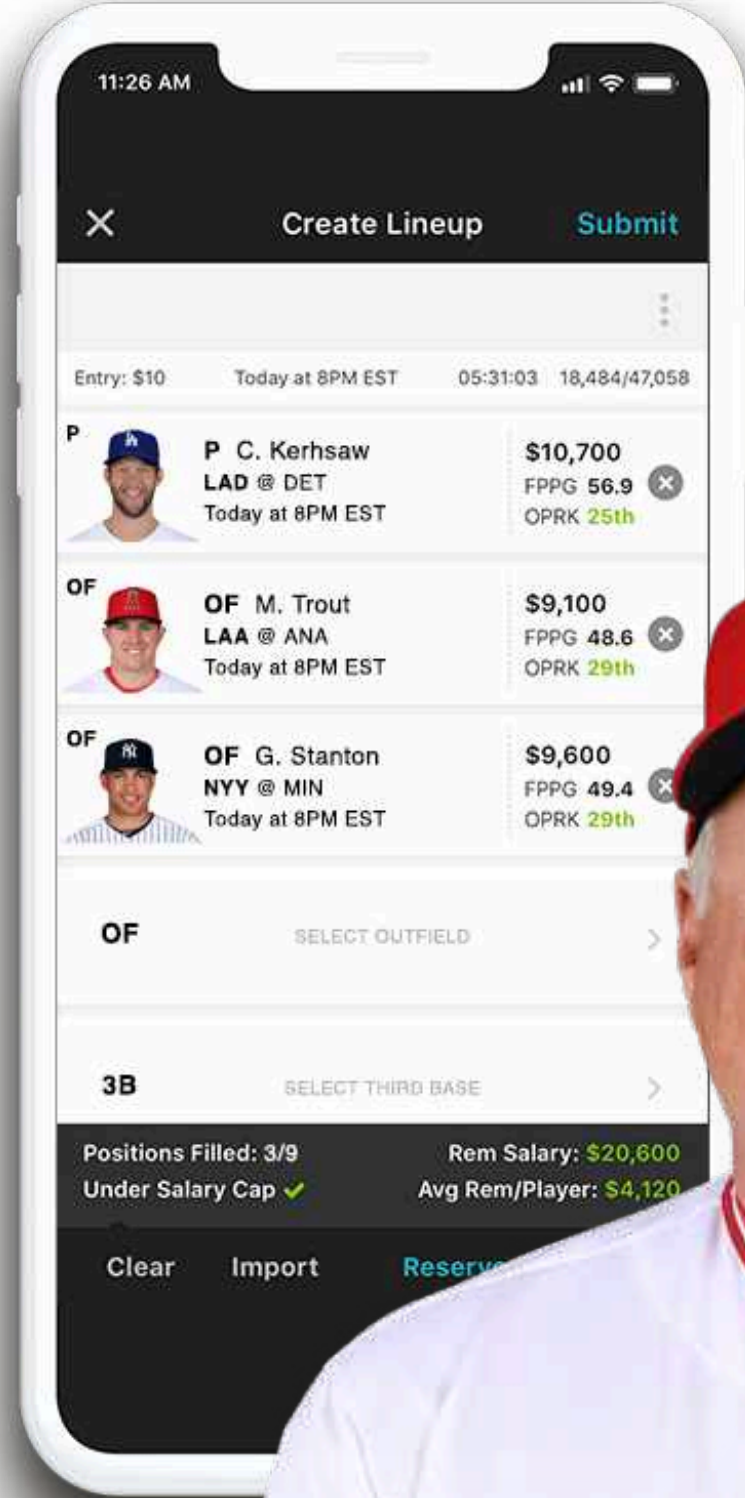 11:26 AM
Create Lineup Submit
Entry: $10 Today at 8PM EST 05:31:03 18,484/47,058
P
P C. Kerhsaw $10,700
LAD @ DET FPPG 56.9
Today at 8PM EST OPRK 25th
OF
OF M. Trout $9,100
LAA @ ANA FPPG 48.6
Today at 8PM EST OPRK 29th
OF
OF G. Stanton $9,600
NYY @ MIN FPPG 49.4
Today at 8PM EST OPRK 29th
OF SELECT OUTFIELD
3B SELECT THIRD BASE
Positions Filled: 3/9 Rem Salary: $20,600
Under Salary Cap Avg Rem/Player: $4,120
Clear Import